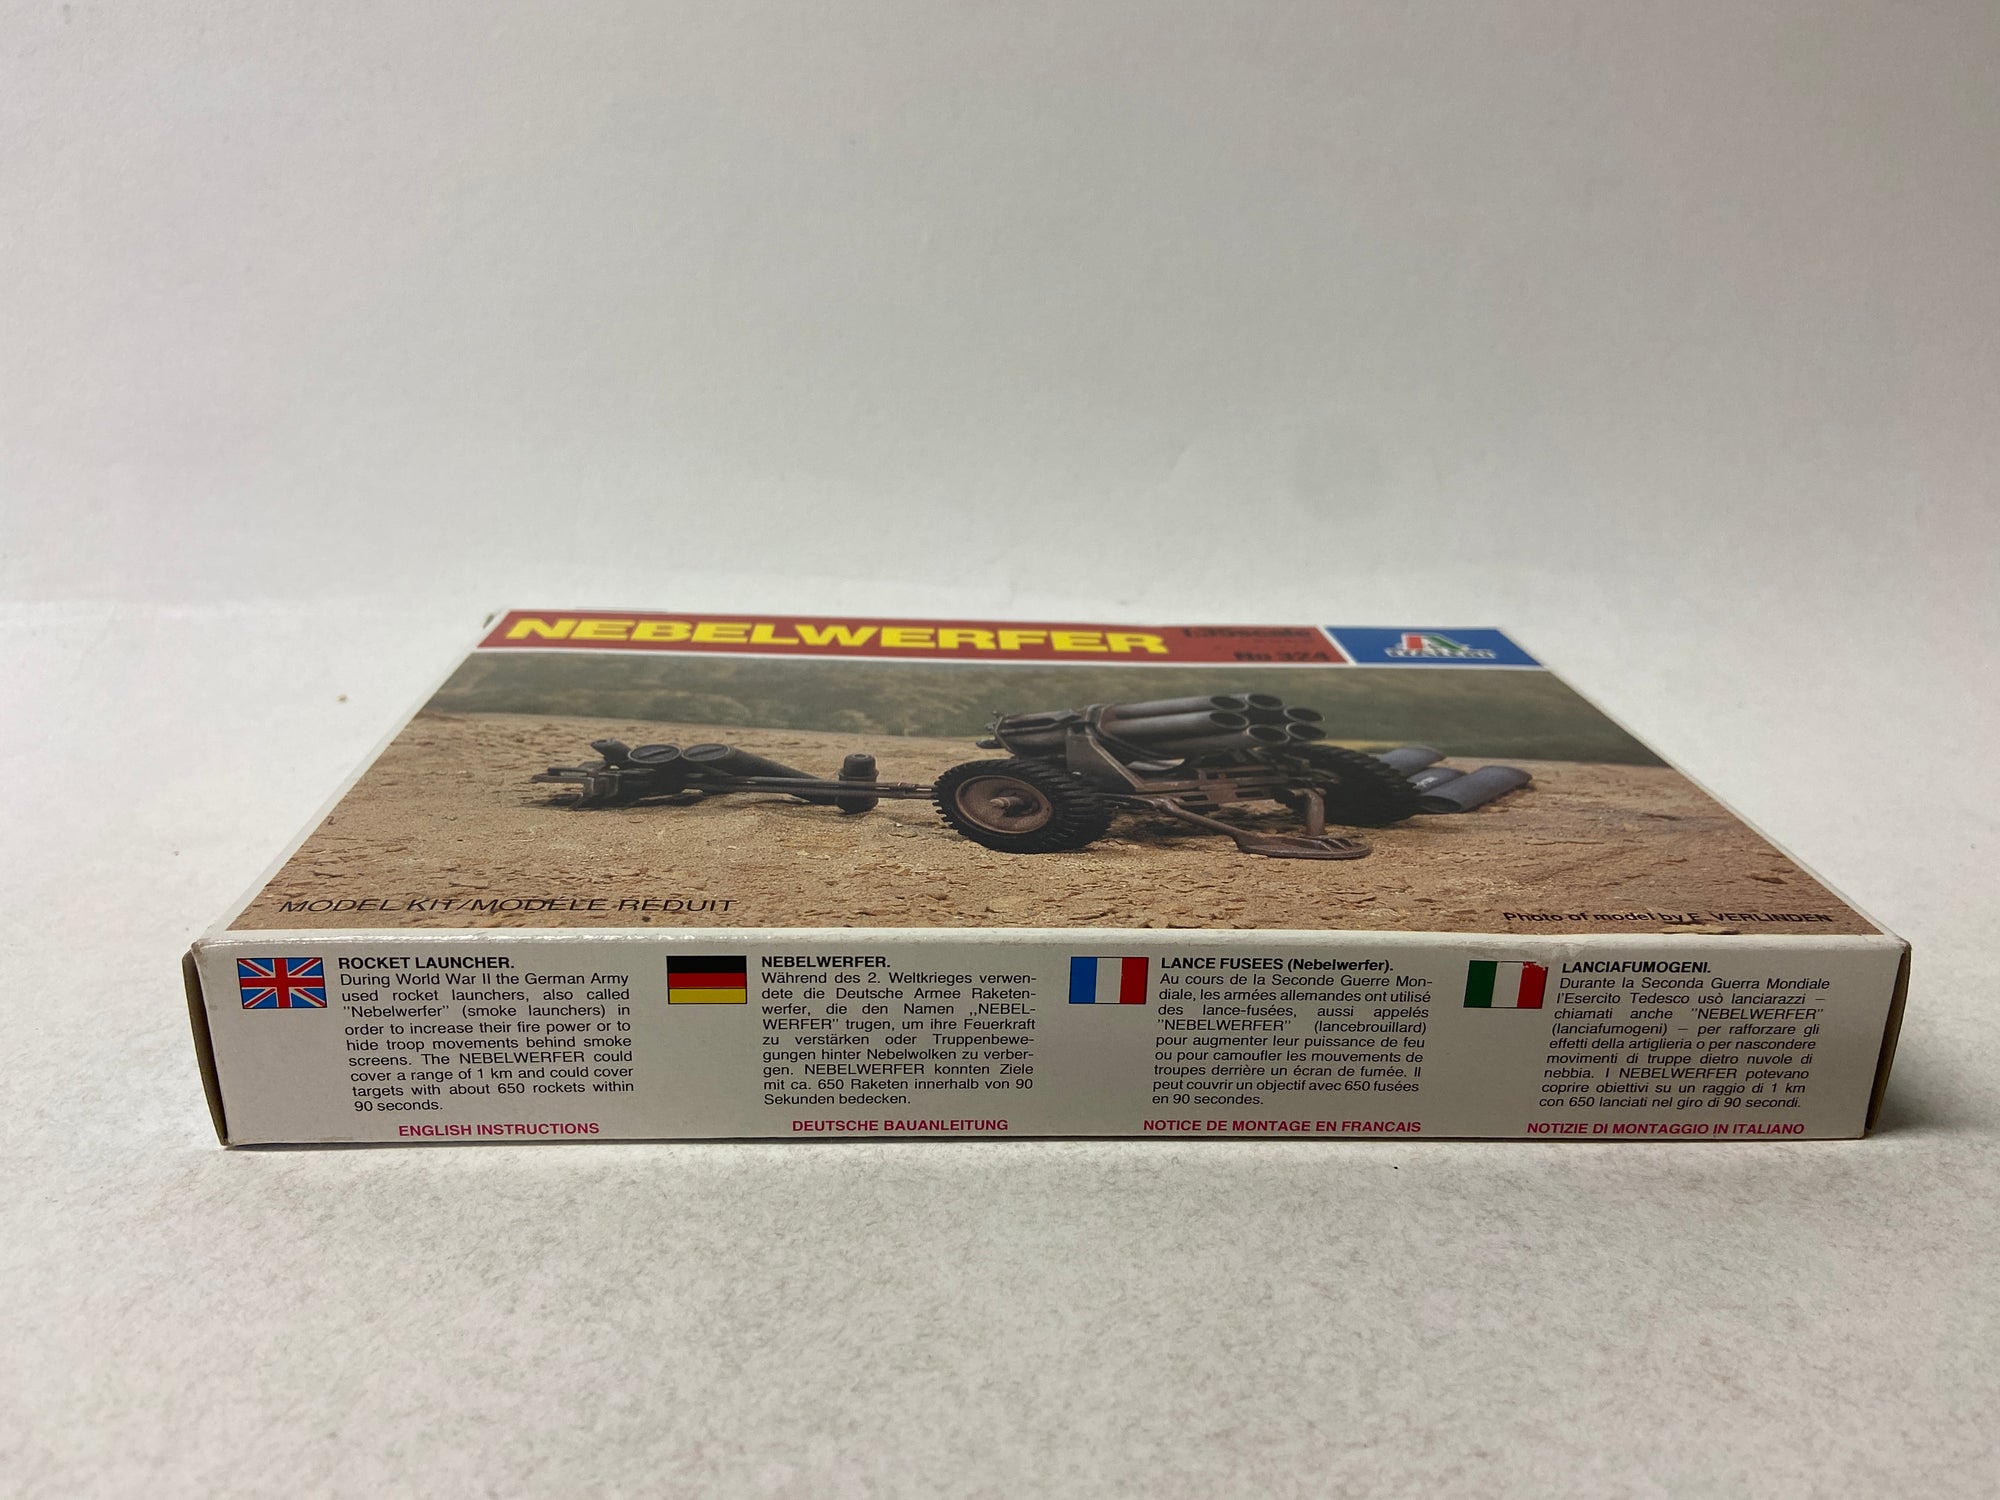 NEBELWERFER
1:35scale
No 324
ITALERI
MODEL KIT/MODÈLE RÉDUIT
Photo of model by F. VERLINDEN
ROCKET LAUNCHER.
During World War II the German Army
used rocket launchers, also called
"Nebelwerfer" (smoke launchers) in
order to increase their fire power or to
hide troop movements behind smoke
screens. The NEBELWERFER could
cover a range of 1 km and could cover
targets with about 650 rockets within
90 seconds.
ENGLISH INSTRUCTIONS
NEBELWERFER.
Während des 2. Weltkrieges verwen-
dete die Deutsche Armee Raketen-
werfer, die den Namen ,,NEBEL-
WERFER" trugen, um ihre Feuerkraft
zu verstärken oder Truppenbewe-
gungen hinter Nebelwolken zu verber-
gen. NEBELWERFER konnten Ziele
mit ca. 650 Raketen innerhalb von 90
Sekunden bedecken.
DEUTSCHE BAUANLEITUNG
LANCE FUSEES (Nebelwerfer).
Au cours de la Seconde Guerre Mon-
diale, les armées allemandes ont utilisé
des lance-fusées, aussi appelés
"NEBELWERFER" (lancebrouillard)
pour augmenter leur puissance de feu
ou pour camoufler les mouvements de
troupes derrière un écran de fumée. Il
peut couvrir un objectif avec 650 fusées
en 90 secondes.
NOTICE DE MONTAGE EN FRANCAIS
LANCIAFUMOGENI.
Durante la Seconda Guerra Mondiale
l'Esercito Tedesco usò lanciarazzi –
chiamati anche "NEBELWERFER"
(lanciafumogeni) – per rafforzare gli
effetti della artiglieria o per nascondere
movimenti di truppe dietro nuvole di
nebbia. I NEBELWERFER potevano
coprire obiettivi su un raggio di 1 km
con 650 lanciati nel giro di 90 secondi.
NOTIZIE DI MONTAGGIO IN ITALIANO